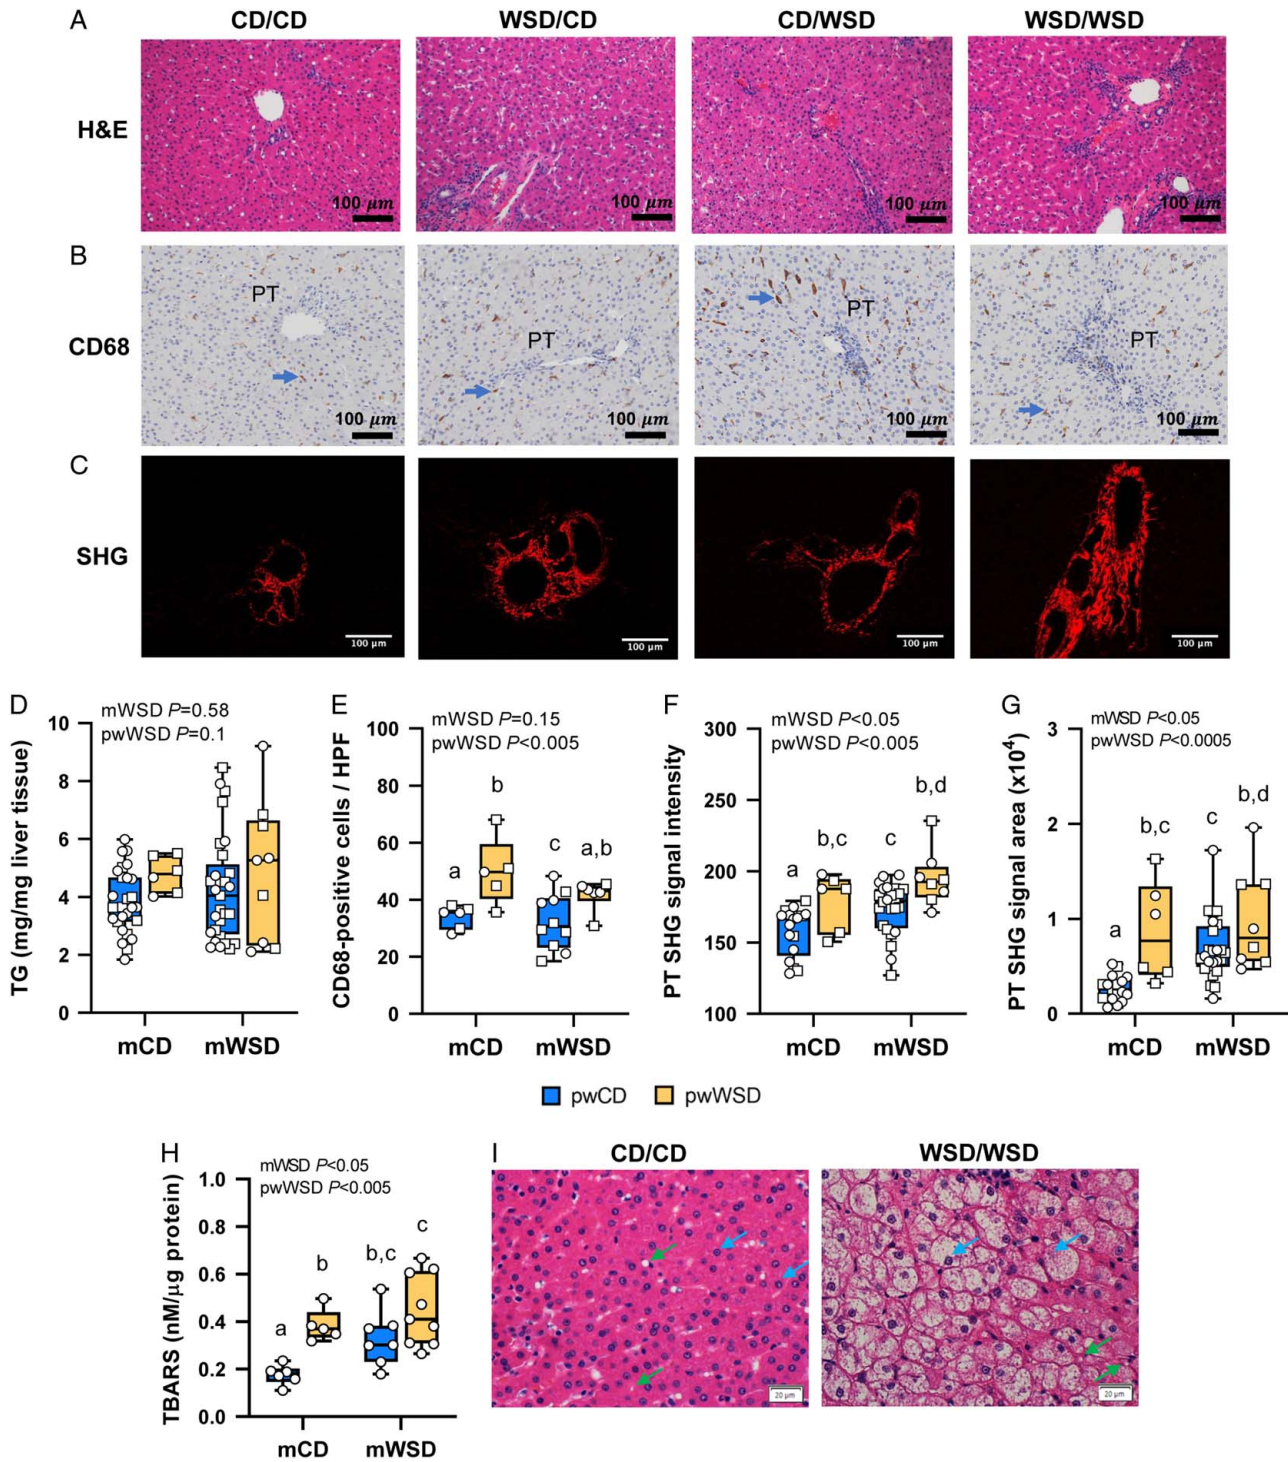 A
CD/CD
WSD/CD
CD/WSD
WSD/WSD
H&E
100 µm
100 µm
100 µm
100 µm
B
CD68
PT
PT
PT
PT
100 µm
100 µm
100 µm
100 µm
C
SHG
100 µm
100 µm
100 µm
100 µm
D
mWSD P=0.58
pwWSD P=0.1
TG (mg/mg liver tissue)
10
8
6
4
2
0
mCD
mWSD
E
mWSD P=0.15
pwWSD P<0.005
CD68-positive cells / HPF
100
80
60
40
20
0
a
b
c
a,b
mCD
mWSD
F
mWSD P<0.05
pwWSD P<0.005
PT SHG signal intensity
300
250
200
150
100
a
b,c
c
b,d
mCD
mWSD
G
mWSD P<0.05
pwWSD P<0.0005
PT SHG signal area (x10⁴)
3
2
1
0
a
b,c
c
b,d
mCD
mWSD
pwCD
pwWSD
H
mWSD P<0.05
pwWSD P<0.005
TBARS (nM/µg protein)
1.0
0.8
0.6
0.4
0.2
0.0
a
b
b,c
c
mCD
mWSD
I
CD/CD
WSD/WSD
20 µm
20 µm